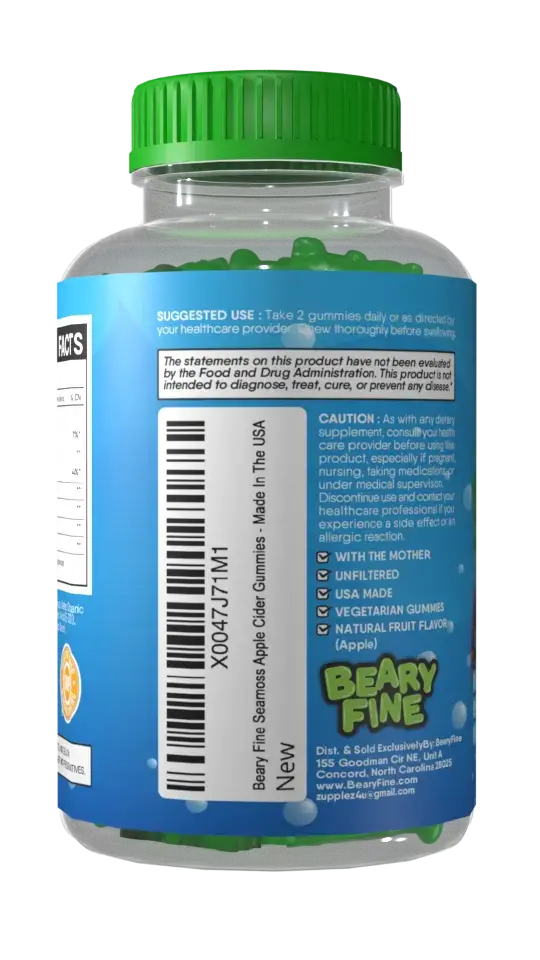 FACTS
SUGGESTED USE : Take 2 gummies daily or as directed by
your healthcare provider. Chew thoroughly before swallowing.
The statements on this product have not been evaluated
by the Food and Drug Administration. This product is not
intended to diagnose, treat, cure, or prevent any disease.*
X0047J71M1
Beary Fine Seamoss Apple Cider Gummies - Made In The USA
New
CAUTION : As with any dietary
supplement, consult your health
care provider before using this
product, especially if pregnant,
nursing, taking medications, or
under medical supervision.
Discontinue use and contact your
healthcare professional if you
experience a side effect or an
allergic reaction.
WITH THE MOTHER
UNFILTERED
USA MADE
VEGETARIAN GUMMIES
NATURAL FRUIT FLAVOR
(Apple)
BEARY
FINE
Dist. & Sold Exclusively By: BearyFine
155 Goodman Cir NE, Unit A
Concord, North Carolina 28025
www.BearyFine.com